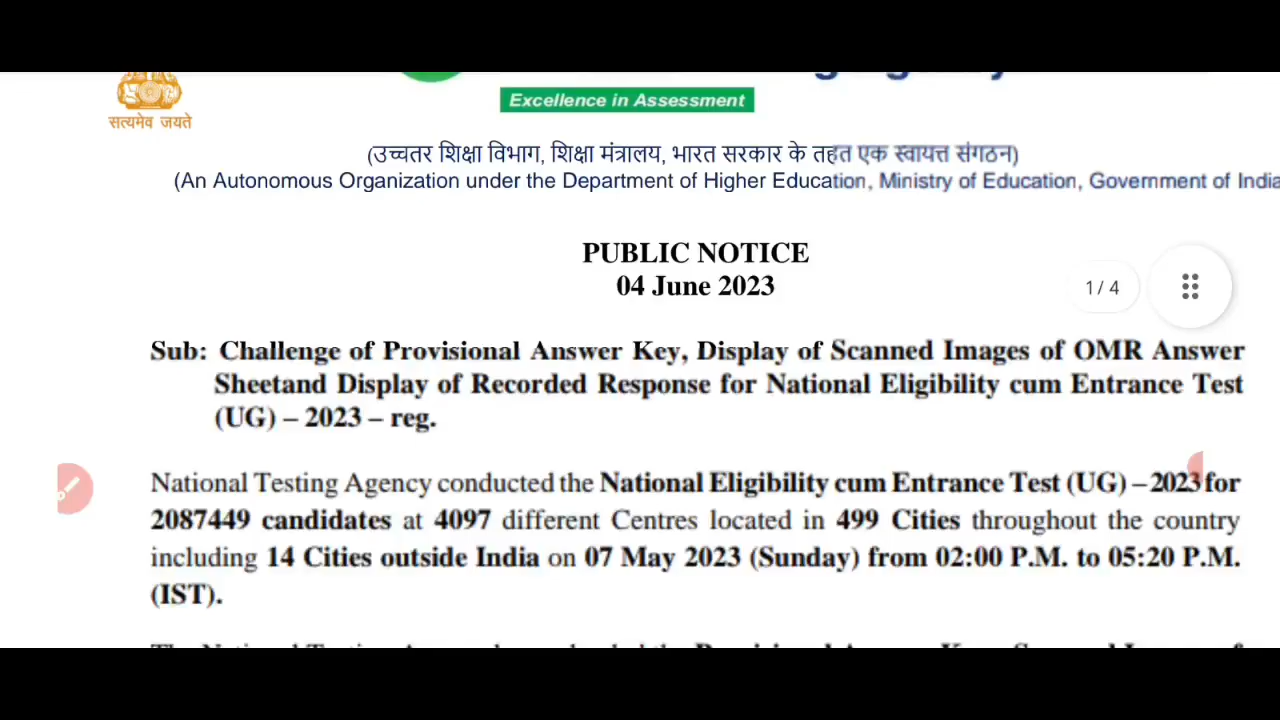 Excellence in Assessment
सत्यमेव जयते
(उच्चतर शिक्षा विभाग, शिक्षा मंत्रालय, भारत सरकार के तहत एक स्वायत्त संगठन)
(An Autonomous Organization under the Department of Higher Education, Ministry of Education, Government of India
PUBLIC NOTICE
04 June 2023
1 / 4
Sub: Challenge of Provisional Answer Key, Display of Scanned Images of OMR Answer
Sheetand Display of Recorded Response for National Eligibility cum Entrance Test
(UG) – 2023 – reg.
National Testing Agency conducted the National Eligibility cum Entrance Test (UG) – 2023 for
2087449 candidates at 4097 different Centres located in 499 Cities throughout the country
including 14 Cities outside India on 07 May 2023 (Sunday) from 02:00 P.M. to 05:20 P.M.
(IST).